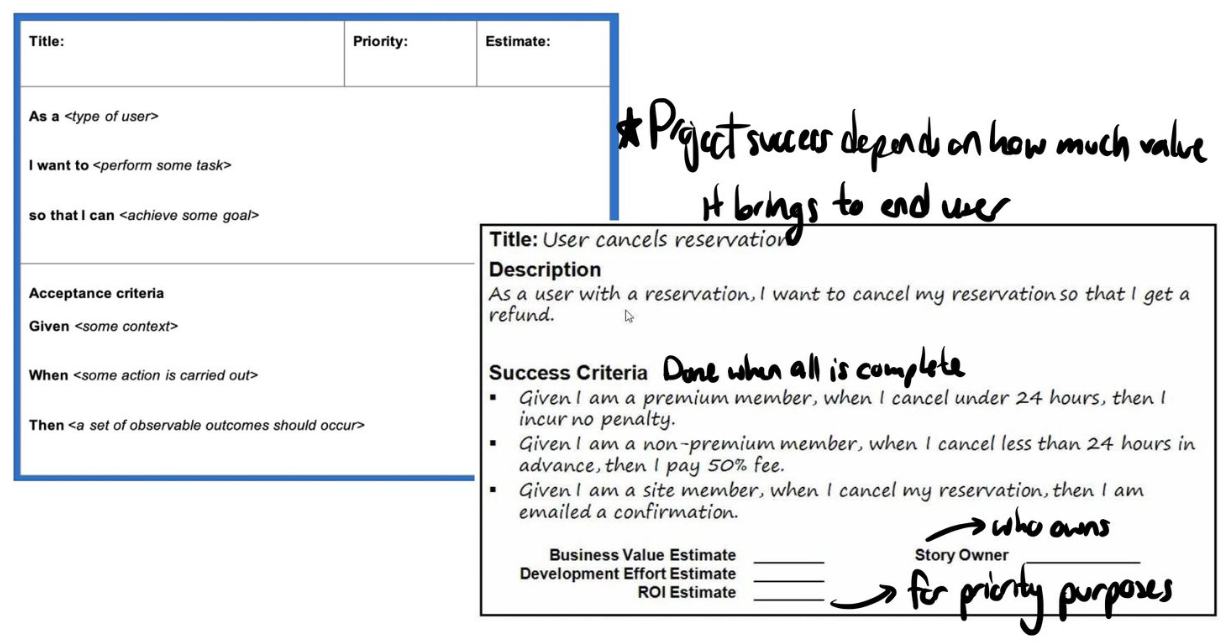 Title: Priority: Estimate:
As a <type of user>
I want to <perform some task>
so that I can <achieve some goal>
Acceptance criteria
Given <some context>
When <some action is carried out>
Then <a set of observable outcomes should occur>
★ Project success depends on how much value
it brings to end user
Title: User cancels reservation
Description
As a user with a reservation, I want to cancel my reservation so that I get a
refund.
Success Criteria Done when all is complete
▪ Given I am a premium member, when I cancel under 24 hours, then I
incur no penalty.
▪ Given I am a non-premium member, when I cancel less than 24 hours in
advance, then I pay 50% fee.
▪ Given I am a site member, when I cancel my reservation, then I am
emailed a confirmation.
→ who owns
Business Value Estimate ______ Story Owner ______
Development Effort Estimate ______
ROI Estimate ______ → for priority purposes